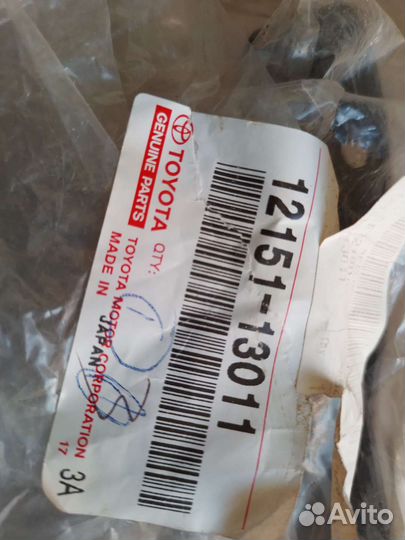 TOYOTA
GENUINE PARTS
QTY:
12151-13011
TOYOTA MOTOR CORPORATION
MADE IN JAPAN
17
3A
Avito